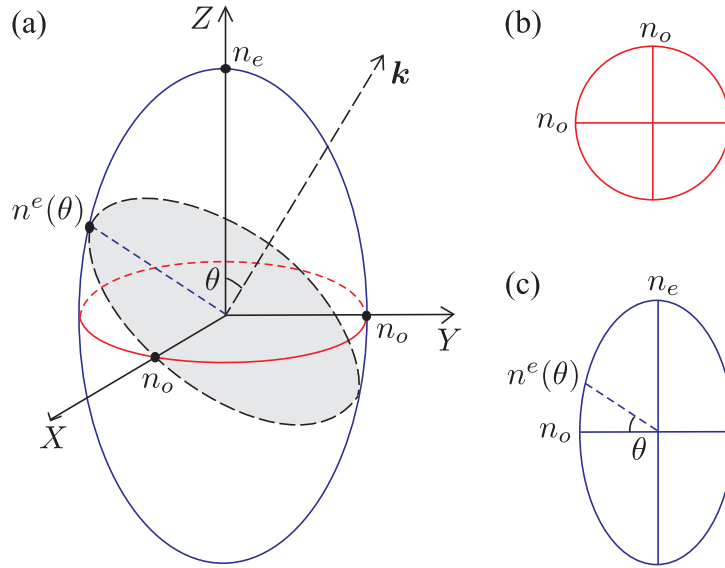 (a)
Z
n_e
k
n^e(θ)
θ
n_o
Y
n_o
X
(b)
n_o
n_o
(c)
n_e
n^e(θ)
n_o
θ